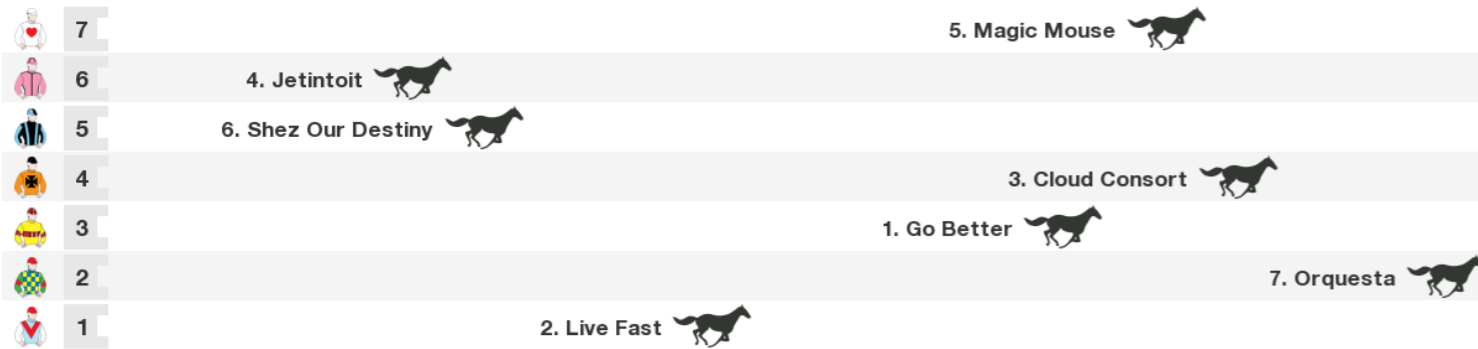 7 5. Magic Mouse
6 4. Jetintoit
5 6. Shez Our Destiny
4 3. Cloud Consort
3 1. Go Better
2 7. Orquesta
1 2. Live Fast